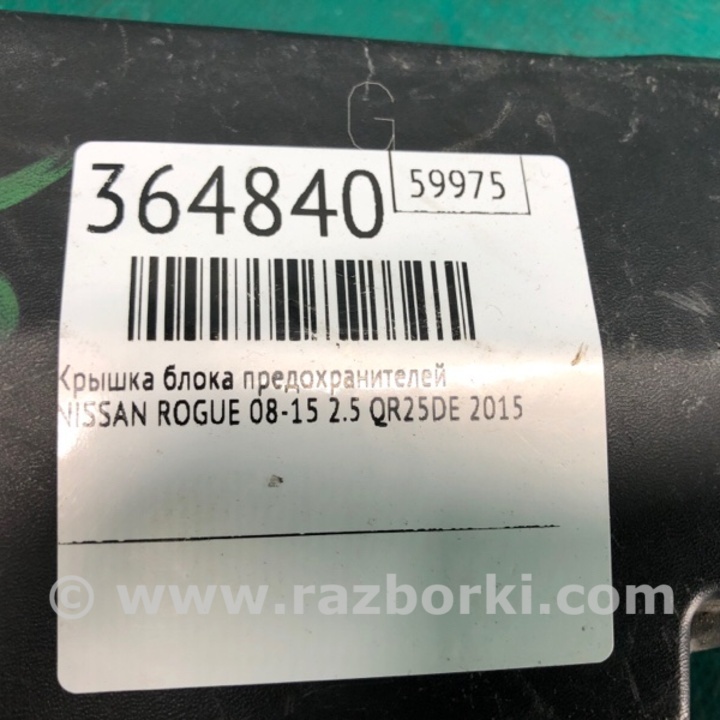 G
364840
59975
Крышка блока предохранителей
NISSAN ROGUE 08-15 2.5 QR25DE 2015
© www.razborki.com